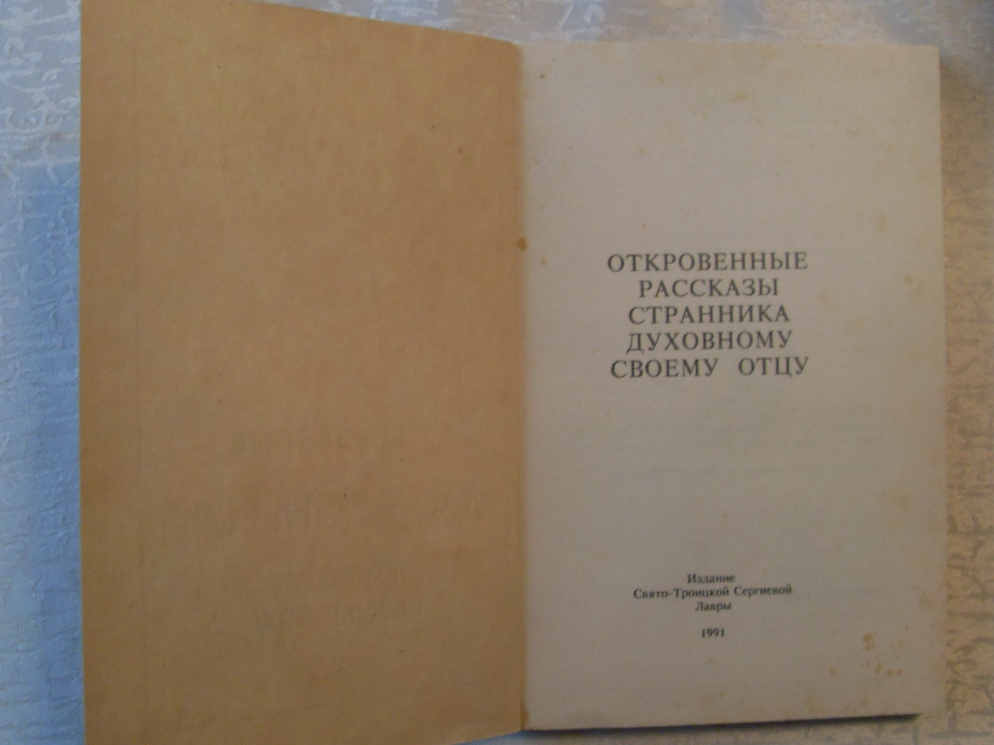 ОТКРОВЕННЫЕ
РАССКАЗЫ
СТРАННИКА
ДУХОВНОМУ
СВОЕМУ ОТЦУ
Издание
Свято-Троицкой Сергиевой
Лавры
1991